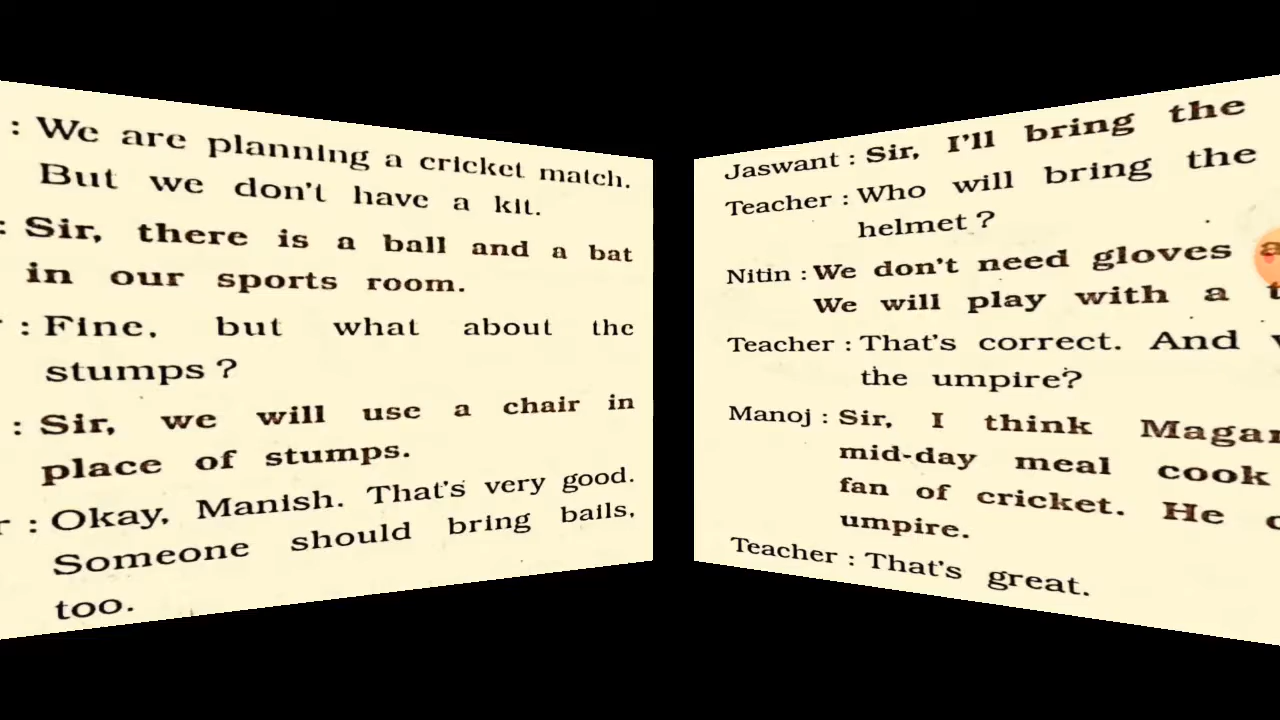 : We are planning a cricket match.
But we don't have a kit.
: Sir, there is a ball and a bat
in our sports room.
: Fine, but what about the
stumps ?
: Sir, we will use a chair in
place of stumps.
: Okay, Manish. That's very good.
Someone should bring bails,
too.
Jaswant : Sir, I'll bring the
Teacher : Who will bring the
helmet ?
Nitin : We don't need gloves
We will play with a
Teacher : That's correct. And
the umpire?
Manoj : Sir, I think
mid-day meal cook
fan of cricket. He
umpire.
Teacher : That's great.